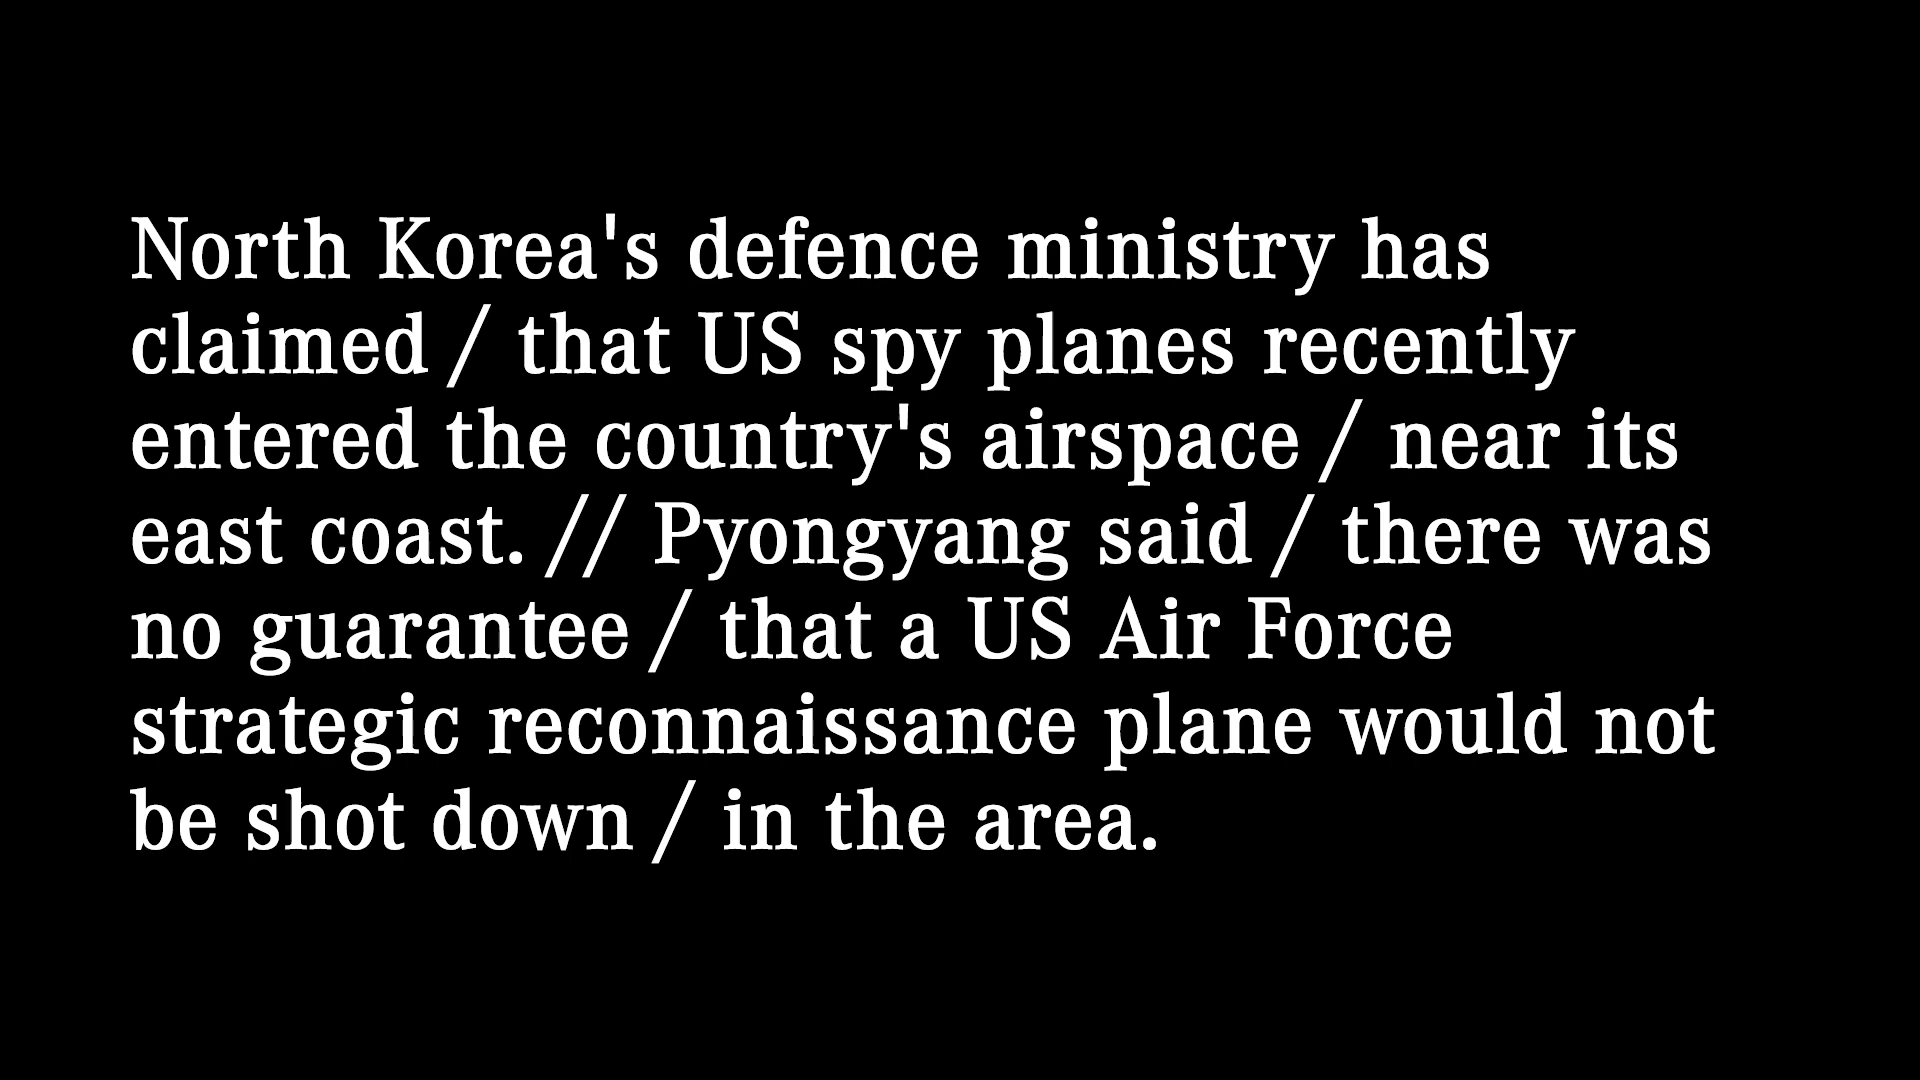 North Korea's defence ministry has
claimed / that US spy planes recently
entered the country's airspace / near its
east coast. // Pyongyang said / there was
no guarantee / that a US Air Force
strategic reconnaissance plane would not
be shot down / in the area.